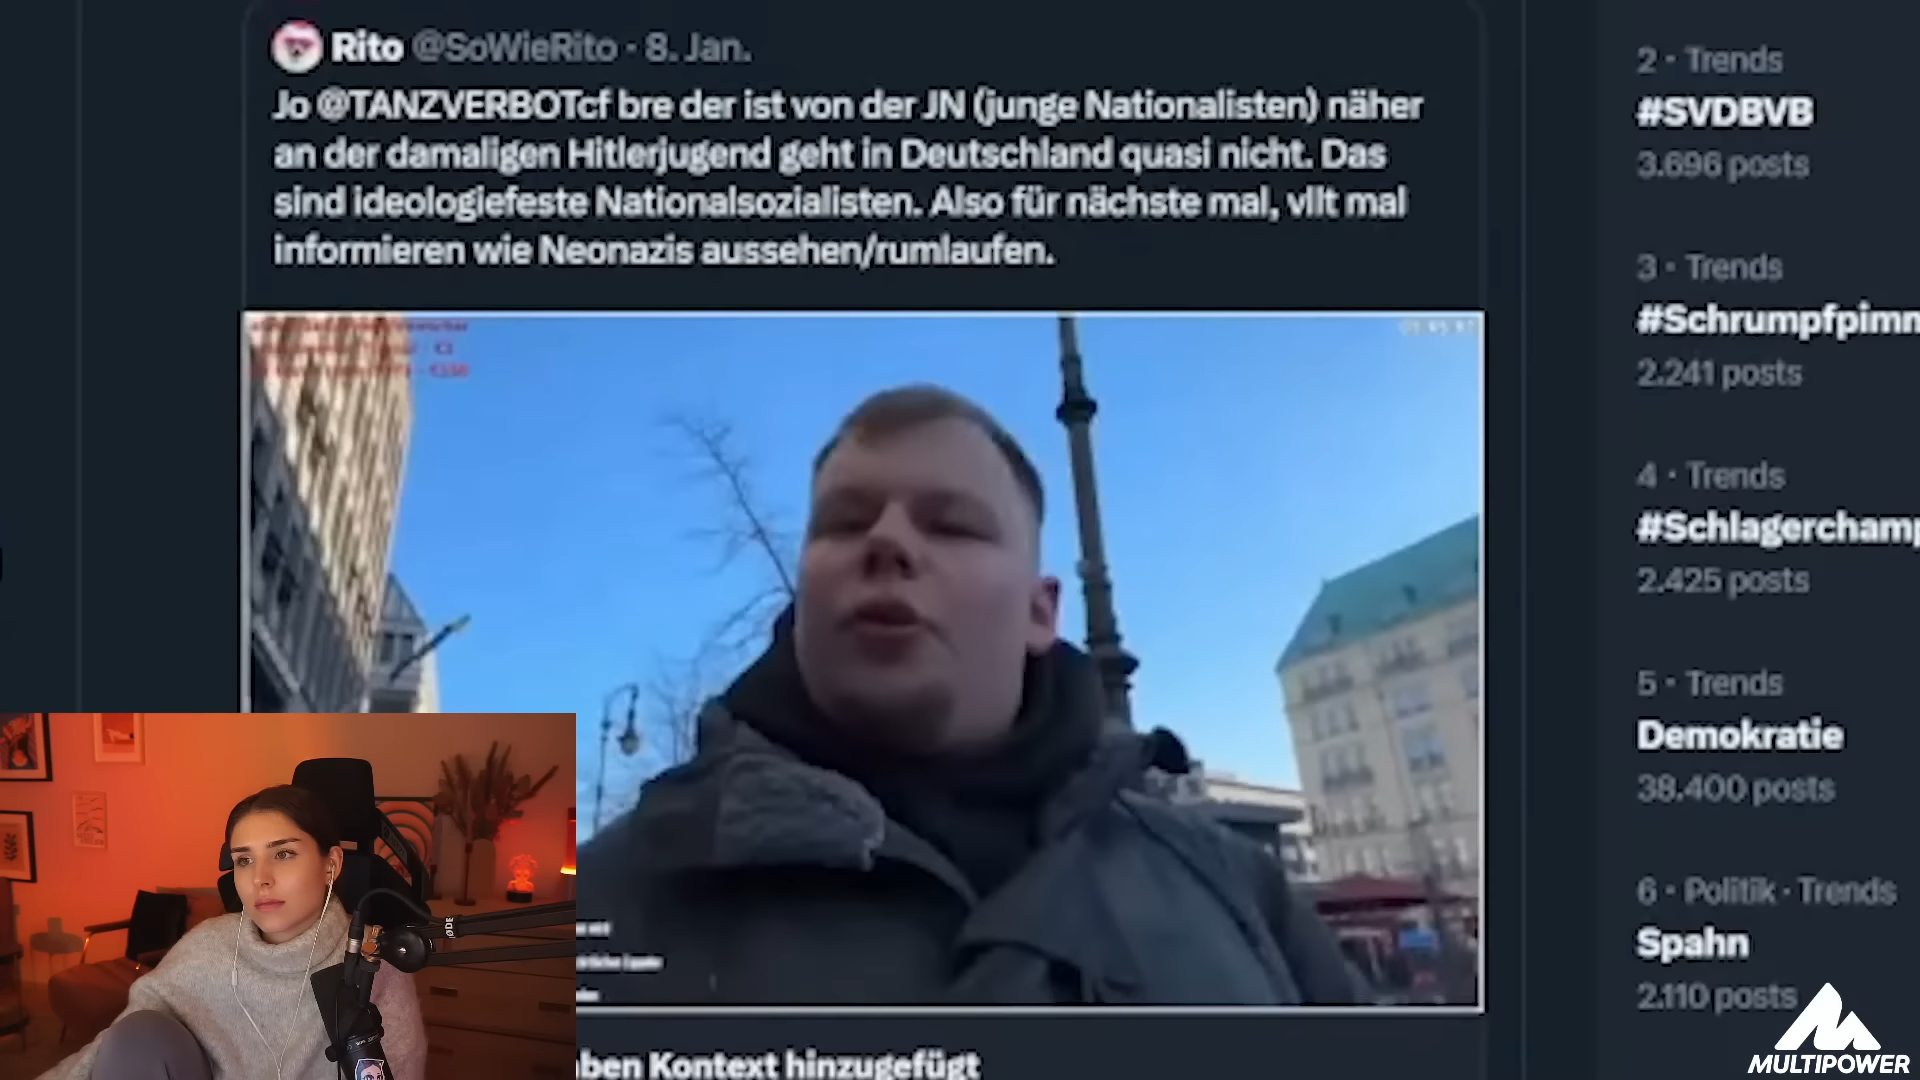 Rito @SoWieRito · 8. Jan.
Jo @TANZVERBOTcf bre der ist von der JN (junge Nationalisten) näher
an der damaligen Hitlerjugend geht in Deutschland quasi nicht. Das
sind ideologiefeste Nationalsozialisten. Also für nächste mal, vllt mal
informieren wie Neonazis aussehen/rumlaufen.
ben Kontext hinzugefügt
2 · Trends
#SVDBVB
3.696 posts
3 · Trends
#Schrumpfpimm
2.241 posts
4 · Trends
#Schlagerchamp
2.425 posts
5 · Trends
Demokratie
38.400 posts
6 · Politik · Trends
Spahn
2.110 posts
MULTIPOWER